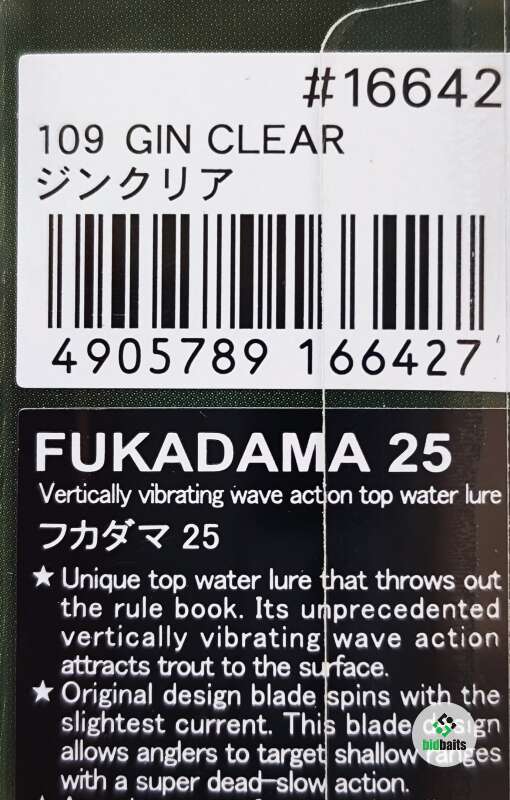 #16642
109 GIN CLEAR
ジンクリア
4905789 166427
FUKADAMA 25
Vertically vibrating wave action top water lure
フカダマ 25
★ Unique top water lure that throws out
the rule book. Its unprecedented
vertically vibrating wave action
attracts trout to the surface.
★ Original design blade spins with the
slightest current. This blade design
allows anglers to target shallow ranges
with a super dead-slow action.
bidbaits